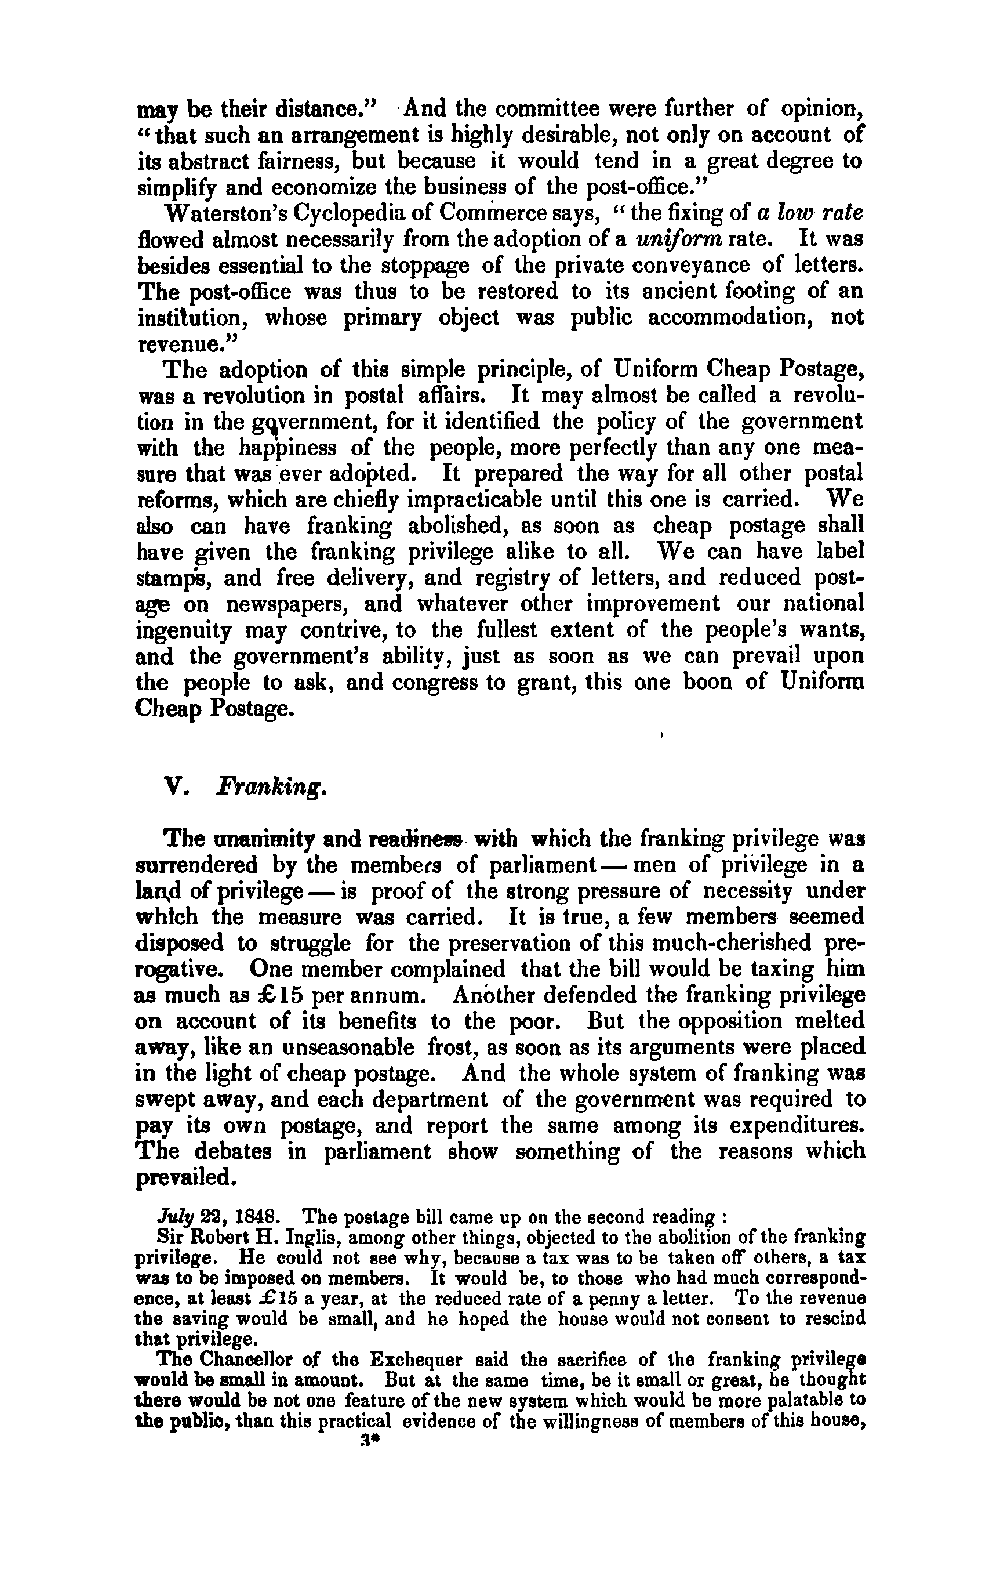 may be their distance.” And the committee were further of opinion,
“that such an arrangement is highly desirable, not only on account of
its abstract fairness, but because it would tend in a great degree to
simplify and economize the business of the post-office.”
Waterston’s Cyclopedia of Commerce says, “the fixing of a low rate
flowed almost necessarily from the adoption of a uniform rate. It was
besides essential to the stoppage of the private conveyance of letters.
The post-office was thus to be restored to its ancient footing of an
institution, whose primary object was public accommodation, not
revenue.”
The adoption of this simple principle, of Uniform Cheap Postage,
was a revolution in postal affairs. It may almost be called a revolu-
tion in the government, for it identified the policy of the government
with the happiness of the people, more perfectly than any one mea-
sure that was ever adopted. It prepared the way for all other postal
reforms, which are chiefly impracticable until this one is carried. We
also can have franking abolished, as soon as cheap postage shall
have given the franking privilege alike to all. We can have label
stamps, and free delivery, and registry of letters, and reduced post-
age on newspapers, and whatever other improvement our national
ingenuity may contrive, to the fullest extent of the people’s wants,
and the government’s ability, just as soon as we can prevail upon
the people to ask, and congress to grant, this one boon of Uniform
Cheap Postage.
V. Franking.
The unanimity and readiness with which the franking privilege was
surrendered by the members of parliament — men of privilege in a
land of privilege — is proof of the strong pressure of necessity under
which the measure was carried. It is true, a few members seemed
disposed to struggle for the preservation of this much-cherished pre-
rogative. One member complained that the bill would be taxing him
as much as £15 per annum. Another defended the franking privilege
on account of its benefits to the poor. But the opposition melted
away, like an unseasonable frost, as soon as its arguments were placed
in the light of cheap postage. And the whole system of franking was
swept away, and each department of the government was required to
pay its own postage, and report the same among its expenditures.
The debates in parliament show something of the reasons which
prevailed.
July 22, 1848. The postage bill came up on the second reading :
Sir Robert H. Inglis, among other things, objected to the abolition of the franking
privilege. He could not see why, because a tax was to be taken off others, a tax
was to be imposed on members. It would be, to those who had much correspond-
ence, at least £15 a year, at the reduced rate of a penny a letter. To the revenue
the saving would be small, and he hoped the house would not consent to rescind
that privilege.
The Chancellor of the Exchequer said the sacrifice of the franking privilege
would be small in amount. But at the same time, be it small or great, he thought
there would be not one feature of the new system which would be more palatable to
the public, than this practical evidence of the willingness of members of this house,
3*